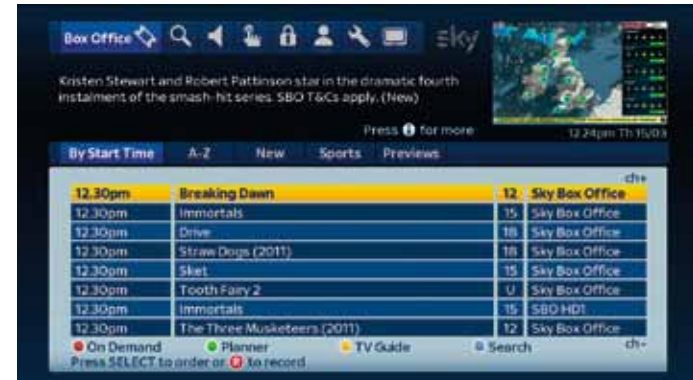 Box Office
sky
Kristen Stewart and Robert Pattinson star in the dramatic fourth
instalment of the smash-hit series. SBO T&Cs apply. (New)
Press i for more
12.24pm Th 15/03
By Start Time A-Z New Sports Previews
ch+
12.30pm Breaking Dawn 12 Sky Box Office
12.30pm Immortals 15 Sky Box Office
12.30pm Drive 18 Sky Box Office
12.30pm Straw Dogs (2011) 18 Sky Box Office
12.30pm Sket 15 Sky Box Office
12.30pm Tooth Fairy 2 U Sky Box Office
12.30pm Immortals 15 SBO HD1
12.30pm The Three Musketeers (2011) 12 Sky Box Office
On Demand Planner TV Guide Search ch-
Press SELECT to order or R to record